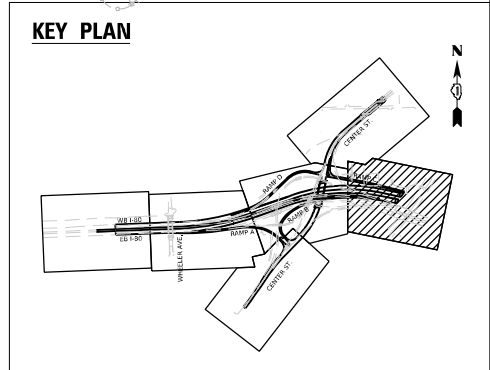 KEY PLAN
N
CENTER ST.
RAMP D
RAMP C
RAMP B
WB I-80
EB I-80
RAMP A
WHEELER AVE.
CENTER ST.